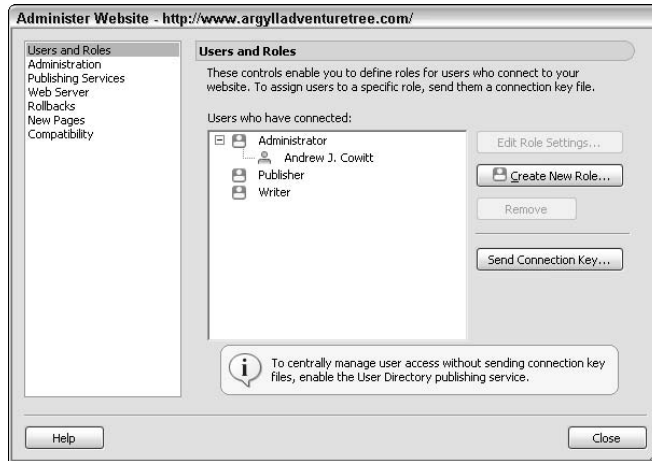 Administer Website - http://www.argylladventuretree.com/
Users and Roles
Administration
Publishing Services
Web Server
Rollbacks
New Pages
Compatibility
Users and Roles
These controls enable you to define roles for users who connect to your
website. To assign users to a specific role, send them a connection key file.
Users who have connected:
Administrator
Andrew J. Cowitt
Publisher
Writer
Edit Role Settings...
Create New Role...
Remove
Send Connection Key...
To centrally manage user access without sending connection key
files, enable the User Directory publishing service.
Help
Close